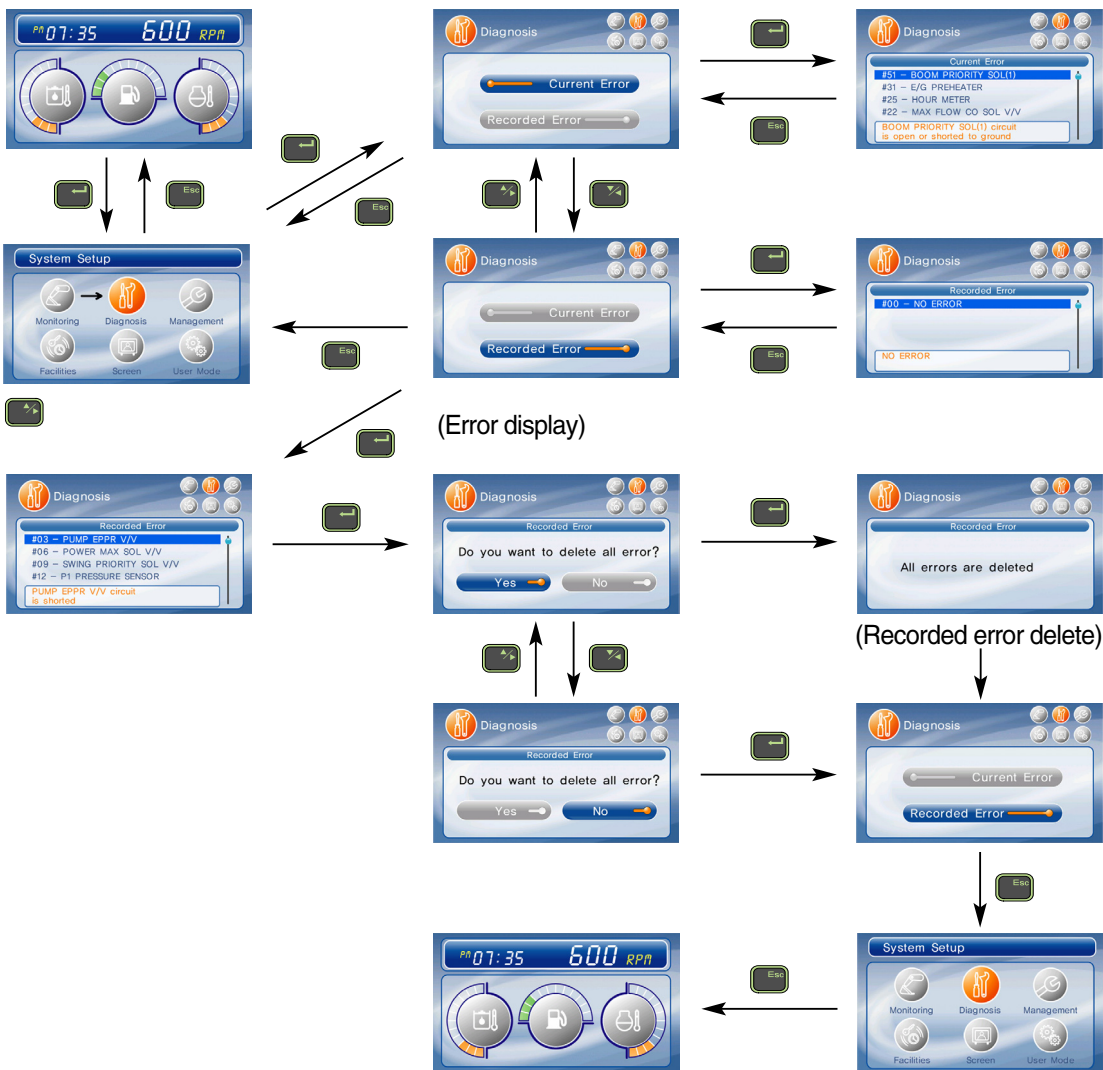 PM 07:35 600 RPM
Esc
System Setup
Monitoring Diagnosis Management
Facilities Screen User Mode
Diagnosis
Current Error
Recorded Error
Esc
Diagnosis
Current Error
#51 - BOOM PRIORITY SOL(1)
#31 - E/G PREHEATER
#25 - HOUR METER
#22 - MAX FLOW CO SOL V/V
BOOM PRIORITY SOL(1) circuit
is open or shorted to ground
Esc
Diagnosis
Current Error
Recorded Error
Esc
Diagnosis
Recorded Error
#00 - NO ERROR
NO ERROR
Esc
(Error display)
Diagnosis
Recorded Error
#03 - PUMP EPPR V/V
#06 - POWER MAX SOL V/V
#09 - SWING PRIORITY SOL V/V
#12 - P1 PRESSURE SENSOR
PUMP EPPR V/V circuit
is shorted
Diagnosis
Recorded Error
Do you want to delete all error?
Yes No
Diagnosis
Recorded Error
All errors are deleted
(Recorded error delete)
Diagnosis
Recorded Error
Do you want to delete all error?
Yes No
Diagnosis
Current Error
Recorded Error
Esc
System Setup
Monitoring Diagnosis Management
Facilities Screen User Mode
Esc
PM 07:35 600 RPM